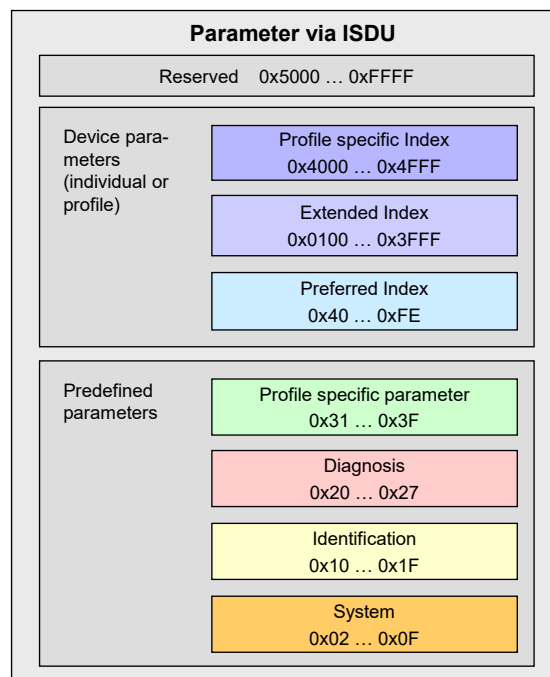 Parameter via ISDU
Reserved 0x5000 … 0xFFFF
Device para-
meters
(individual or
profile)
Profile specific Index
0x4000 … 0x4FFF
Extended Index
0x0100 … 0x3FFF
Preferred Index
0x40 … 0xFE
Predefined
parameters
Profile specific parameter
0x31 … 0x3F
Diagnosis
0x20 … 0x27
Identification
0x10 … 0x1F
System
0x02 … 0x0F